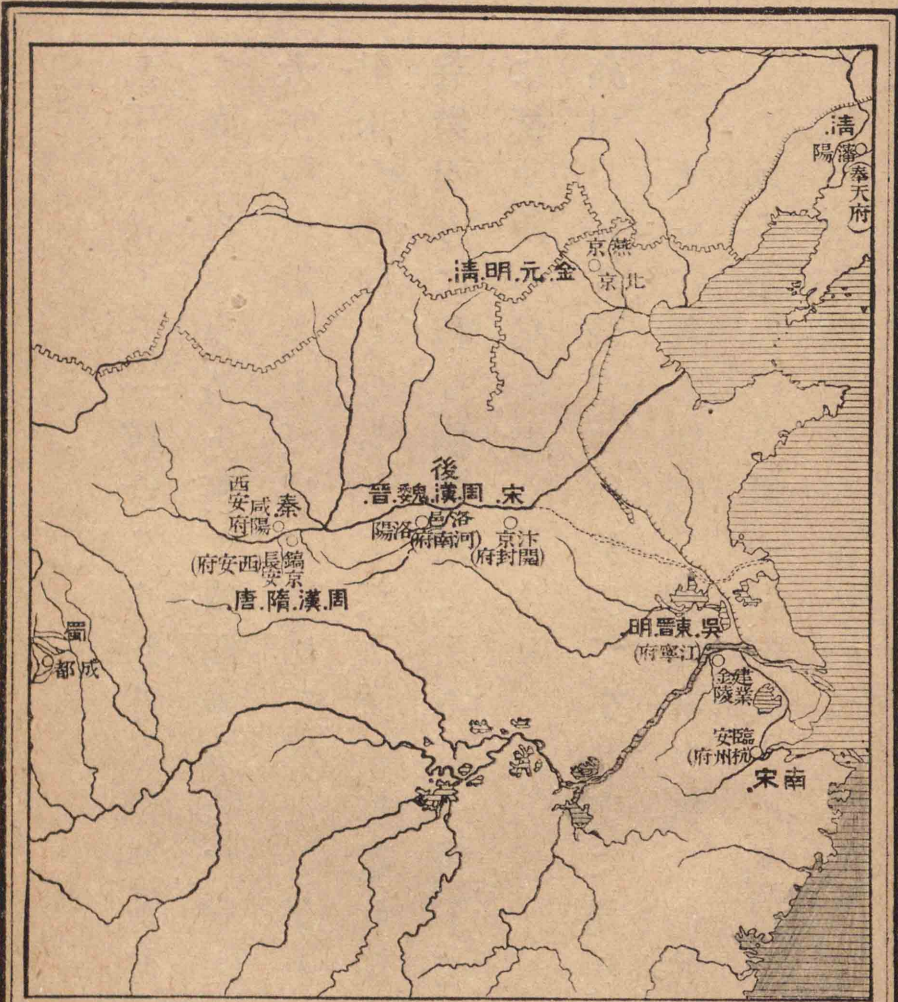 清.
瀋陽
(奉天府)
燕京
北京
金.元.明.清.
後
宋.周.漢.魏.晉.
秦
咸陽
(西安府)
洛邑
洛陽
(河南府)
汴京
(開封府)
鎬京
長安
(西安府)
周.漢.隋.唐.
蜀
成都
吳.東晉.明
(江寧府)
建業
金陵
臨安
(杭州府)
南宋.